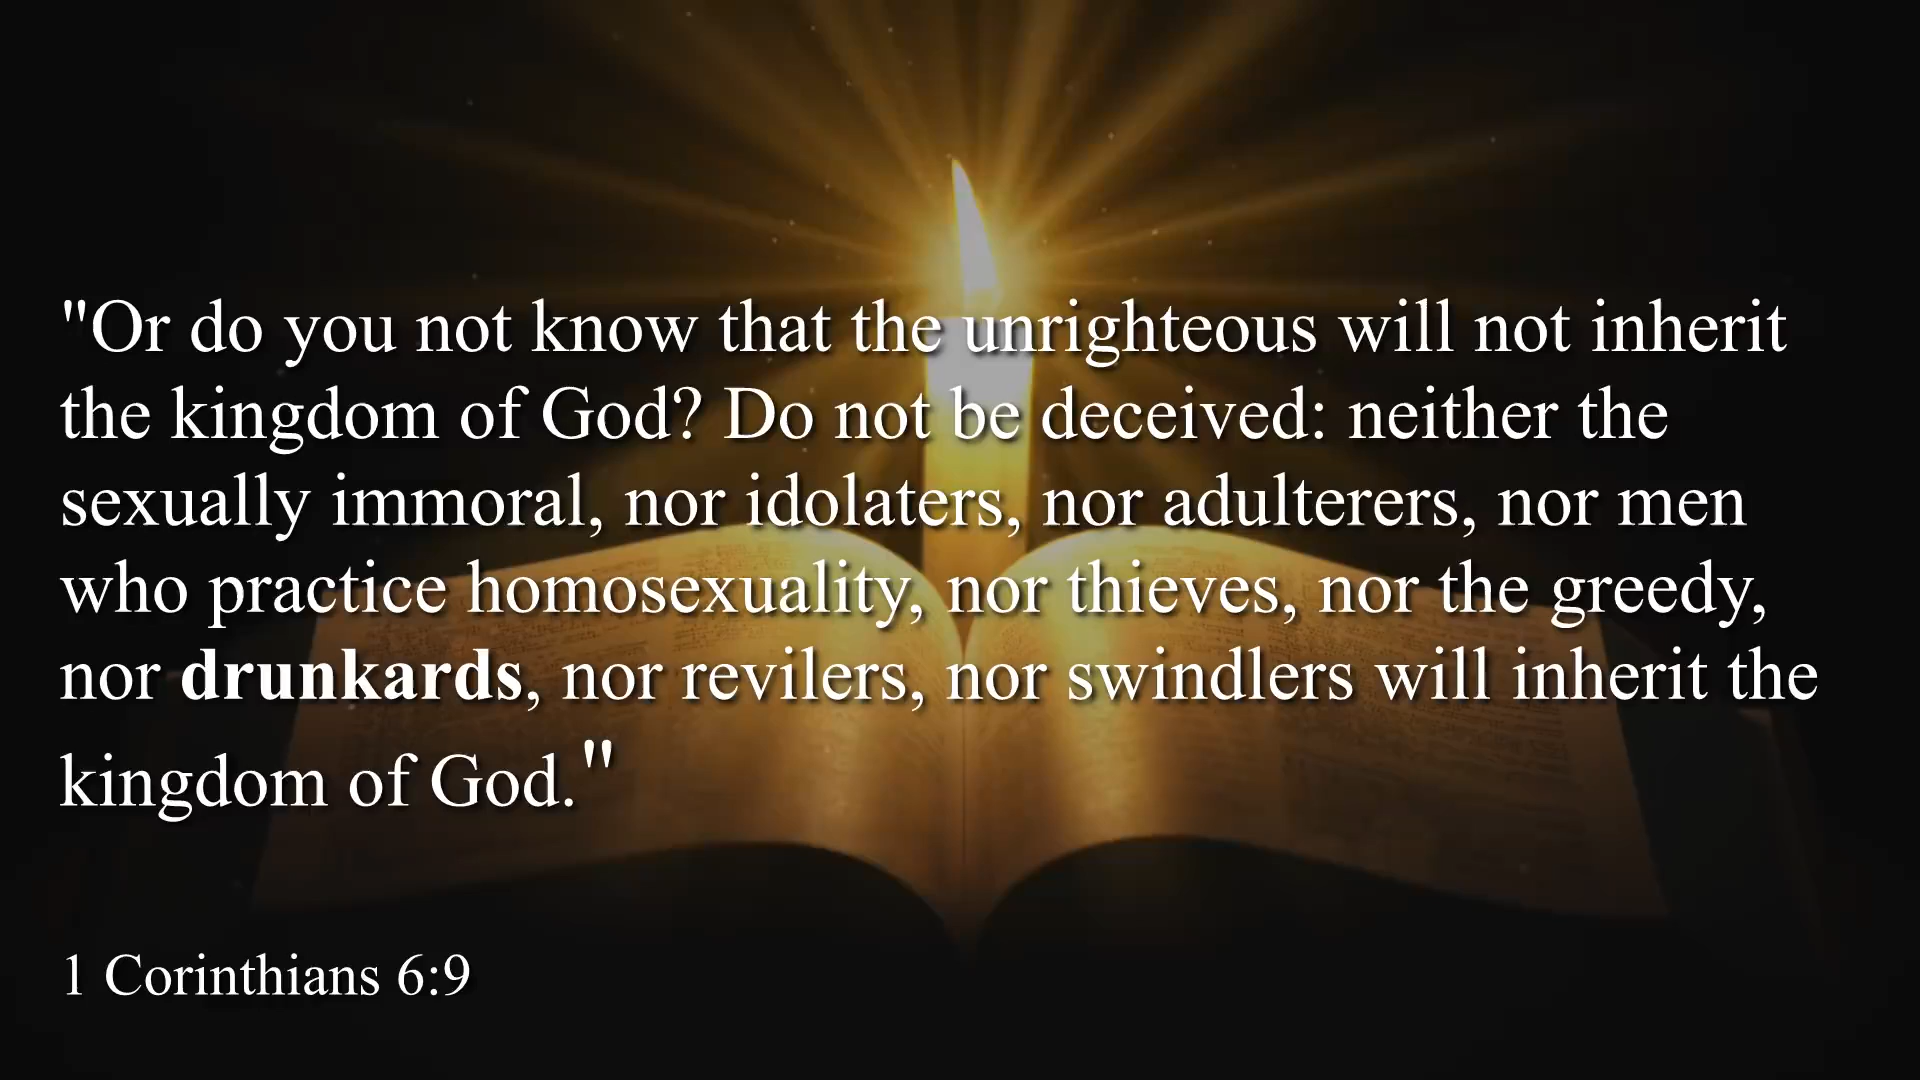 "Or do you not know that the unrighteous will not inherit
the kingdom of God? Do not be deceived: neither the
sexually immoral, nor idolaters, nor adulterers, nor men
who practice homosexuality, nor thieves, nor the greedy,
nor drunkards, nor revilers, nor swindlers will inherit the
kingdom of God."
1 Corinthians 6:9